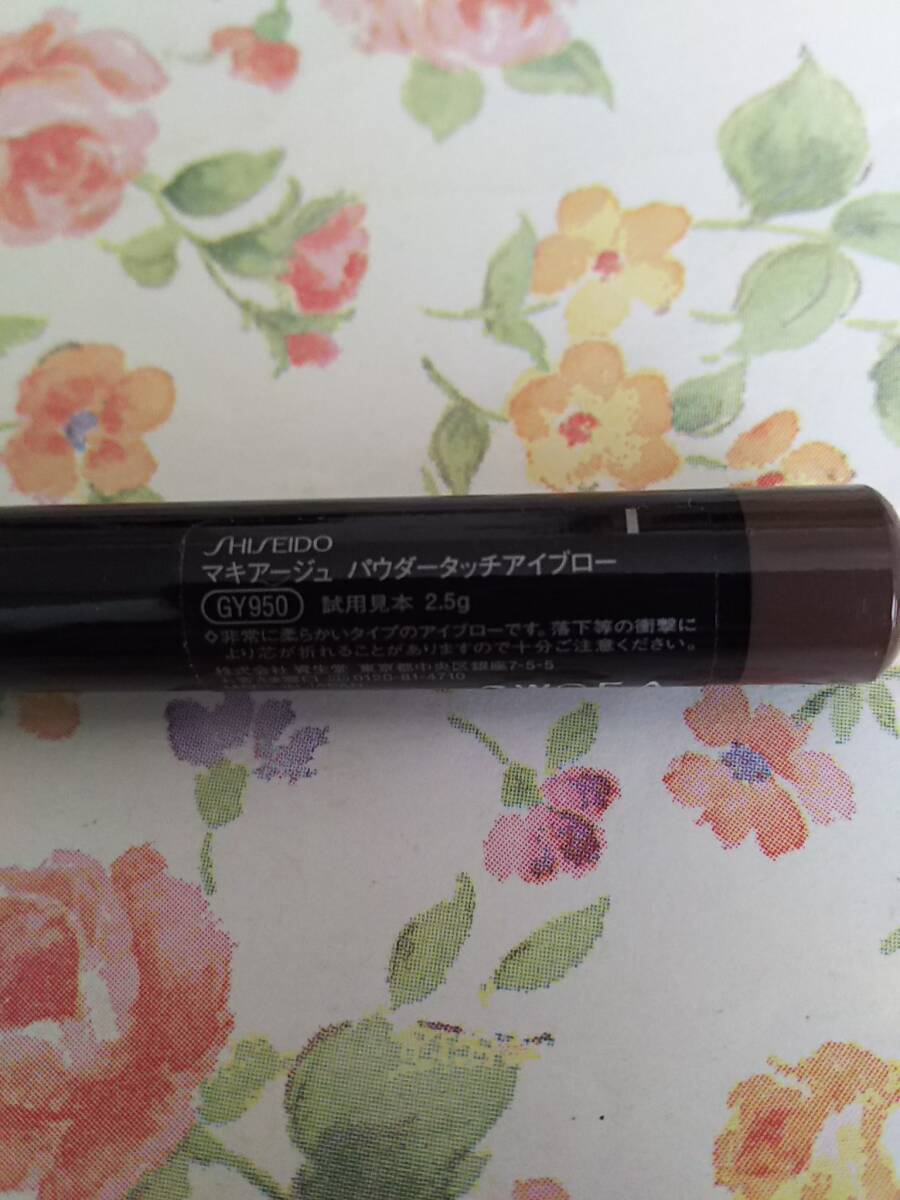 SHISEIDO
マキアージュ パウダータッチアイブロー
GY950 試用見本 2.5g
◇非常に柔らかいタイプのアイブローです。落下等の衝撃に
より芯が折れることがありますので十分ご注意ください。
株式会社 資生堂 東京都中央区銀座7-5-5
0120-81-4710